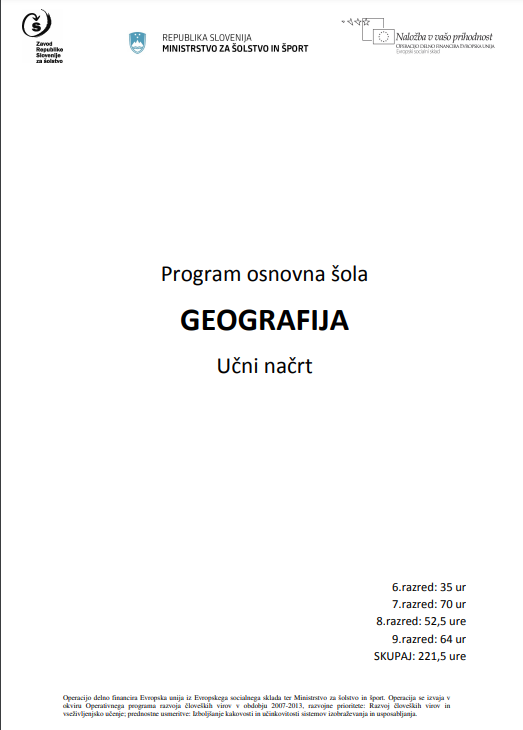 Zavod
Republike
Slovenije
za šolstvo
REPUBLIKA SLOVENIJA
MINISTRSTVO ZA ŠOLSTVO IN ŠPORT
Naložba v vašo prihodnost
OPERACIJO DELNO FINANCIRA EVROPSKA UNIJA
Evropski socialni sklad
Program osnovna šola
GEOGRAFIJA
Učni načrt
6.razred: 35 ur
7.razred: 70 ur
8.razred: 52,5 ure
9.razred: 64 ur
SKUPAJ: 221,5 ure
Operacijo delno financira Evropska unija iz Evropskega socialnega sklada ter Ministrstvo za šolstvo in šport. Operacija se izvaja v
okviru Operativnega programa razvoja človeških virov v obdobju 2007-2013, razvojne prioritete: Razvoj človeških virov in
vseživljenjsko učenje; prednostne usmeritve: Izboljšanje kakovosti in učinkovitosti sistemov izobraževanja in usposabljanja.